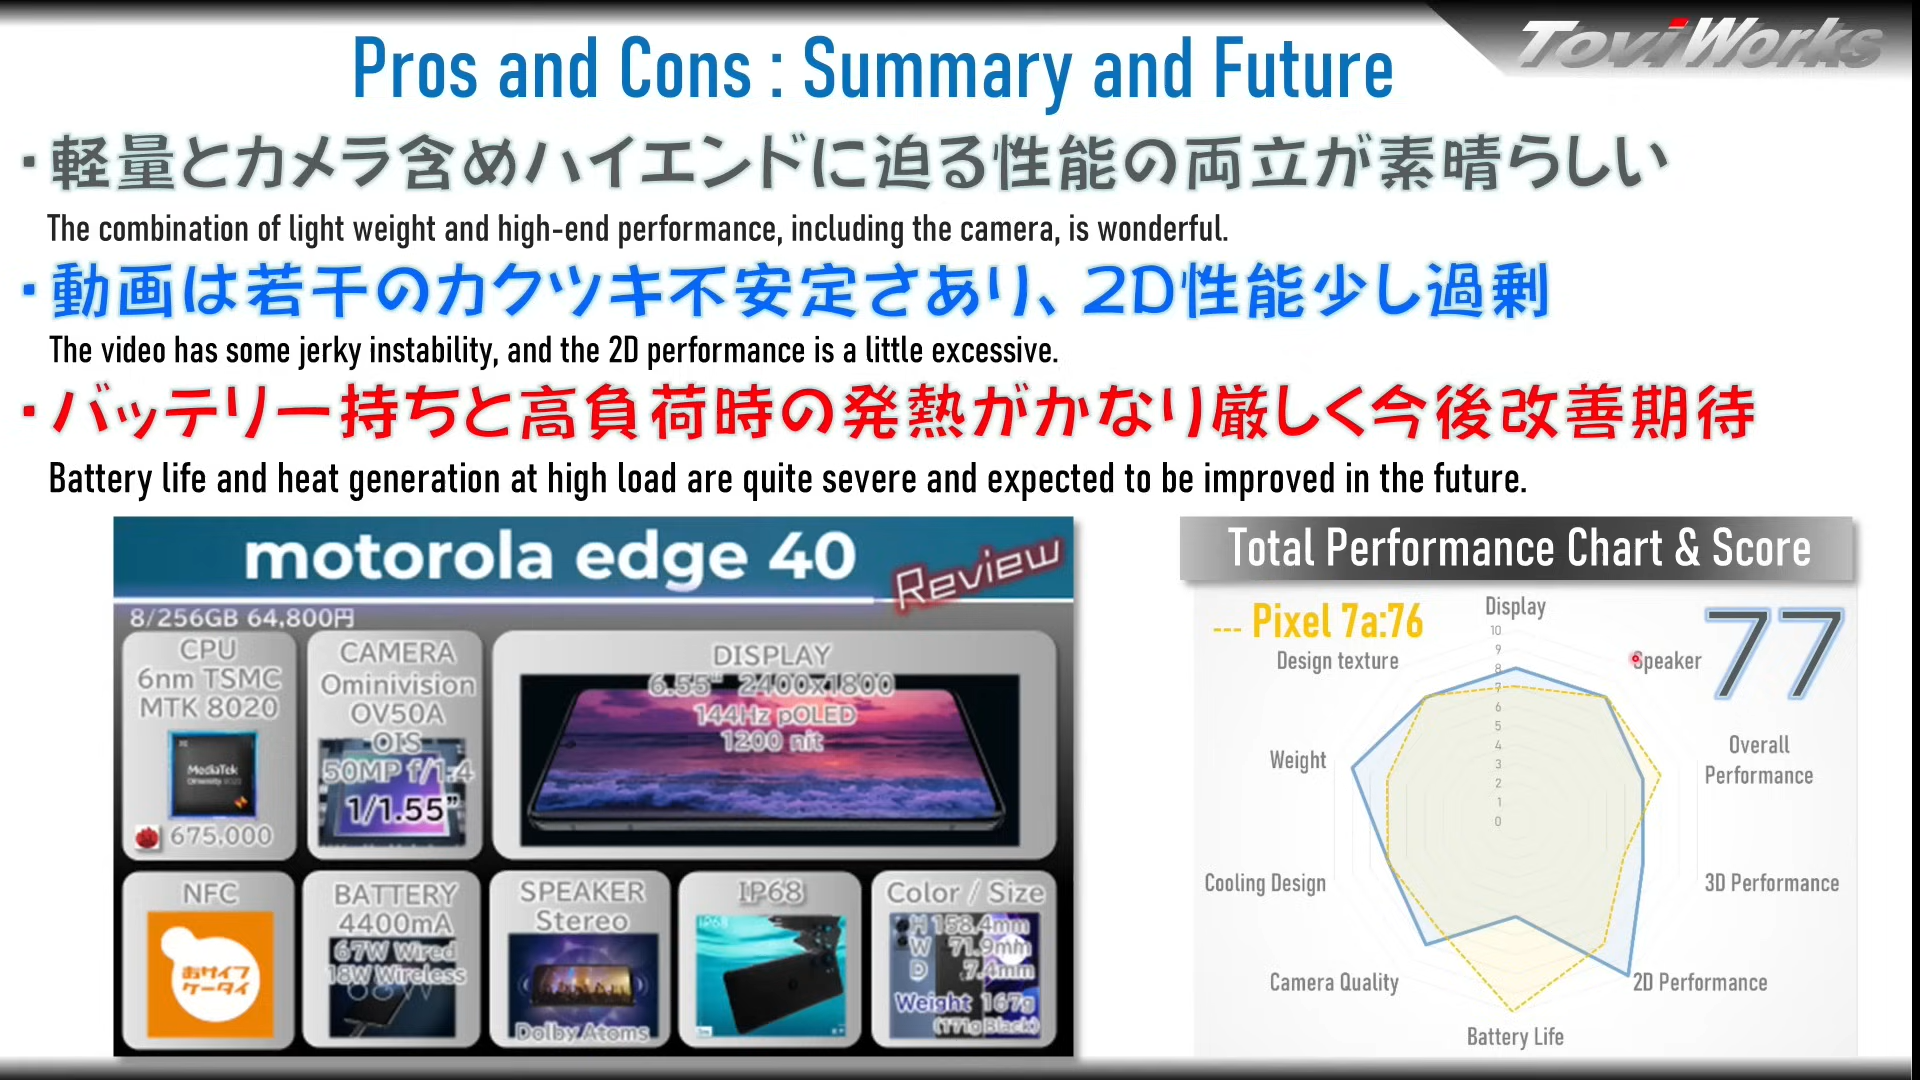 ToviWorks
Pros and Cons : Summary and Future
・軽量とカメラ含めハイエンドに迫る性能の両立が素晴らしい
The combination of light weight and high-end performance, including the camera, is wonderful.
・動画は若干のカクツキ不安定さあり、2D性能少し過剰
The video has some jerky instability, and the 2D performance is a little excessive.
・バッテリー持ちと高負荷時の発熱がかなり厳しく今後改善期待
Battery life and heat generation at high load are quite severe and expected to be improved in the future.
motorola edge 40
Review
8/256GB 64,800円
CPU
6nm TSMC
MTK 8020
MediaTek
675,000
CAMERA
Ominivision
OV50A
OIS
50MP f/1.4
1/1.55”
DISPLAY
6.55" 2400x1800
144Hz pOLED
1200 nit
NFC
おサイフ
ケータイ
BATTERY
4400mA
67W Wired
18W Wireless
SPEAKER
Stereo
Dolby Atoms
IP68
IP68
Color / Size
H 158.4mm
W 71.9mm
D 7.4mm
Weight 167g
(171g Black)
Total Performance Chart & Score
--- Pixel 7a:76
77
Display
Speaker
Overall
Performance
3D Performance
2D Performance
Battery Life
Camera Quality
Cooling Design
Weight
Design texture
10
9
8
7
6
5
4
3
2
1
0